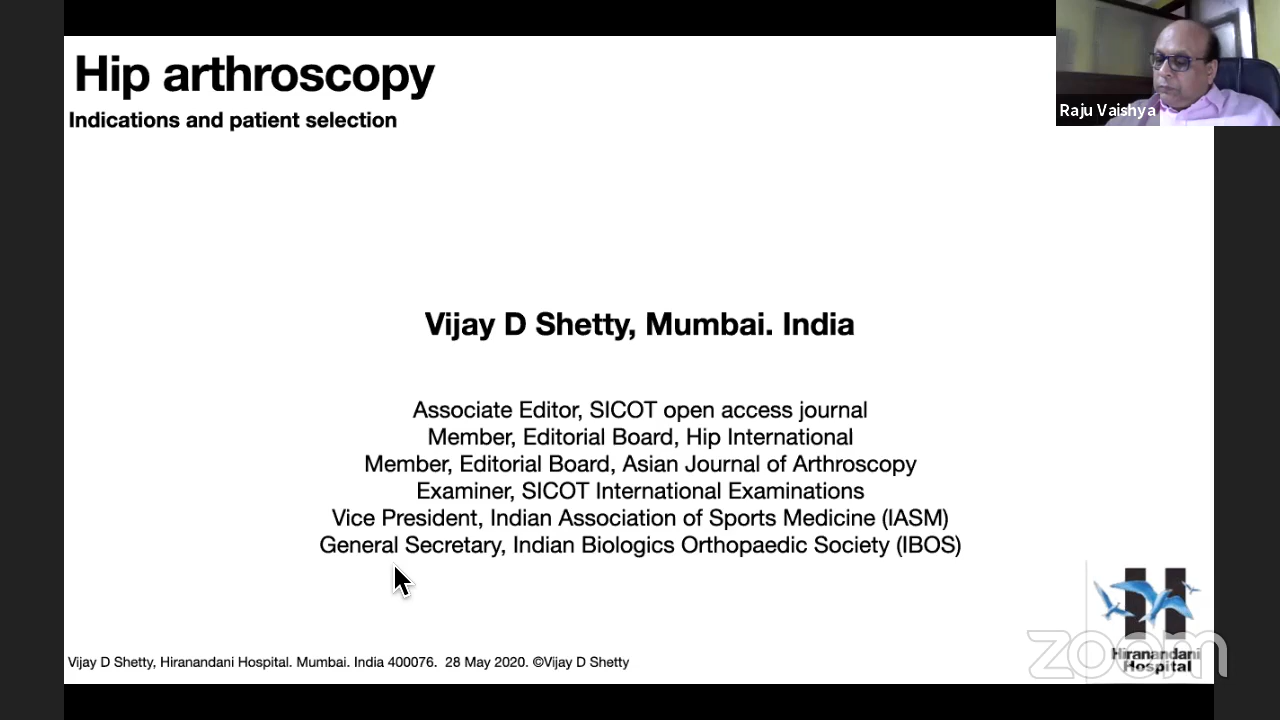 Hip arthroscopy
Indications and patient selection
Raju Vaishya
Vijay D Shetty, Mumbai. India
Associate Editor, SICOT open access journal
Member, Editorial Board, Hip International
Member, Editorial Board, Asian Journal of Arthroscopy
Examiner, SICOT International Examinations
Vice President, Indian Association of Sports Medicine (IASM)
General Secretary, Indian Biologics Orthopaedic Society (IBOS)
Vijay D Shetty, Hiranandani Hospital. Mumbai. India 400076. 28 May 2020. ©Vijay D Shetty
H
Hiranandani
Hospital
zoom